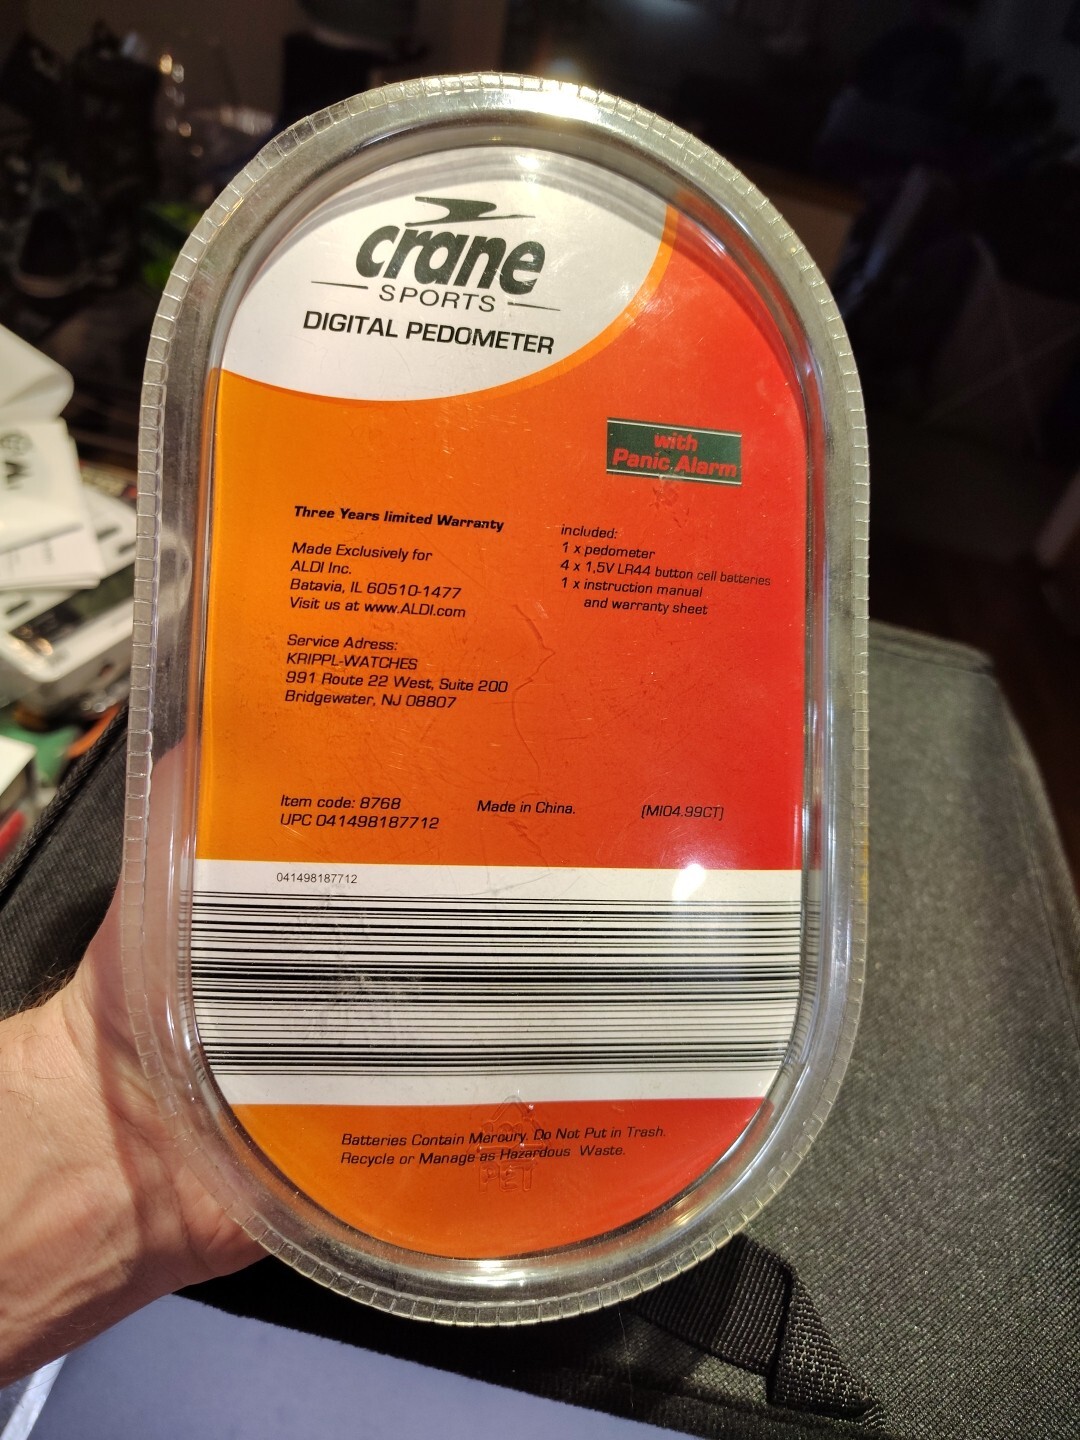 crane
SPORTS
DIGITAL PEDOMETER
with
Panic Alarm
Three Years limited Warranty
Made Exclusively for
ALDI Inc.
Batavia, IL 60510-1477
Visit us at www.ALDI.com
Service Adress:
KRIPPL-WATCHES
991 Route 22 West, Suite 200
Bridgewater, NJ 08807
included:
1 x pedometer
4 x 1,5V LR44 button cell batteries
1 x instruction manual
and warranty sheet
Item code: 8768
UPC 041498187712
Made in China.
(MI04.99CT)
041498187712
Batteries Contain Mercury. Do Not Put in Trash.
Recycle or Manage as Hazardous Waste.
PET